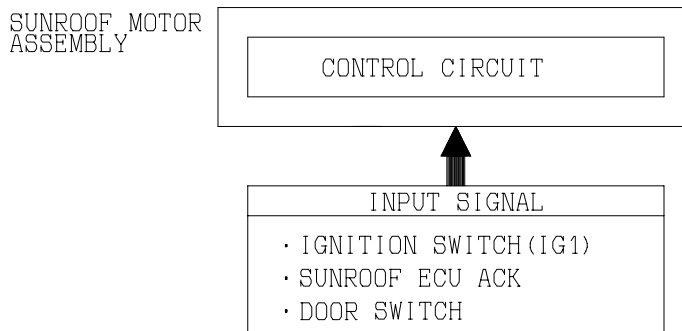 SUNROOF MOTOR
ASSEMBLY
CONTROL CIRCUIT
INPUT SIGNAL
· IGNITION SWITCH(IG1)
· SUNROOF ECU ACK
· DOOR SWITCH